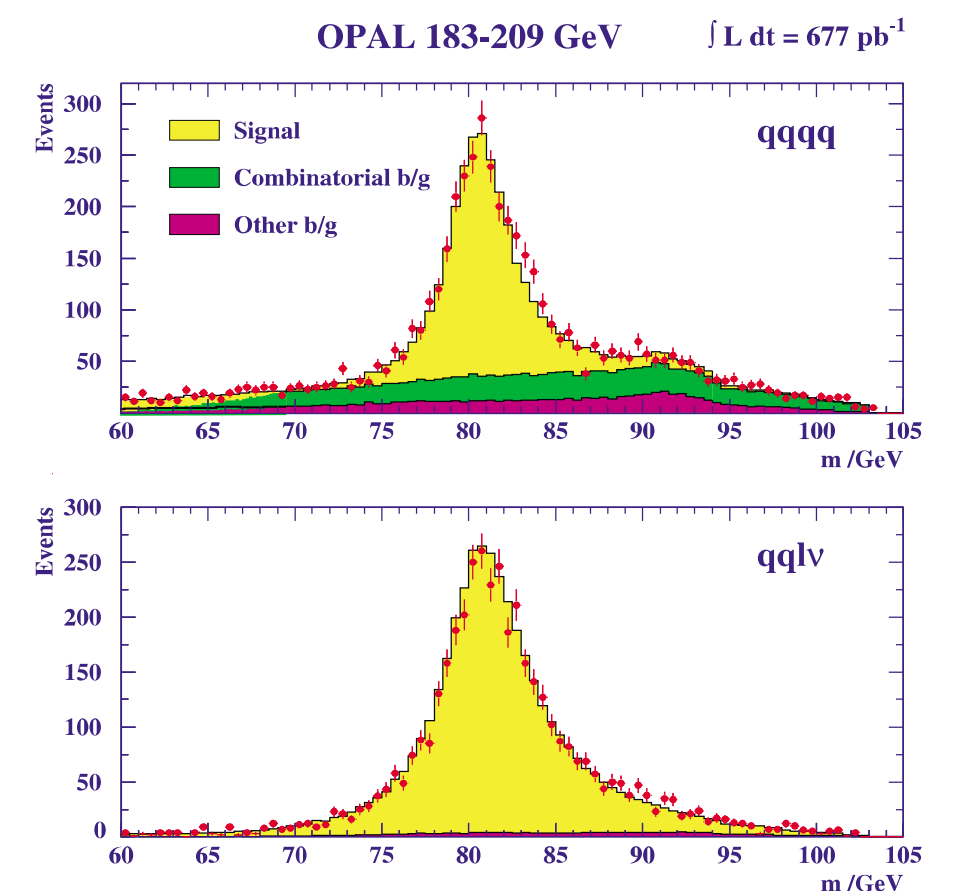 OPAL 183-209 GeV ∫ L dt = 677 pb⁻¹
Events
300
250
200
150
100
50
Signal
Combinatorial b/g
Other b/g
qqqq
60 65 70 75 80 85 90 95 100 105
m /GeV
Events
300
250
200
150
100
50
0
qqlν
60 65 70 75 80 85 90 95 100 105
m /GeV